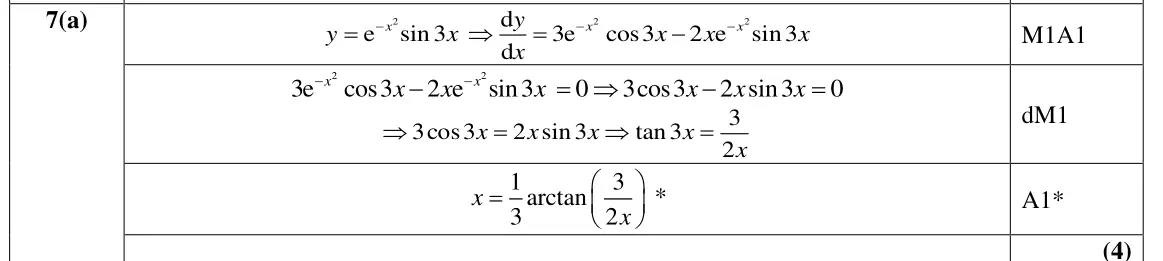 7(a)
y = e^{-x^2} sin 3x ⇒ dy/dx = 3e^{-x^2} cos 3x − 2xe^{-x^2} sin 3x
M1A1
3e^{-x^2} cos 3x − 2xe^{-x^2} sin 3x = 0 ⇒ 3cos 3x − 2x sin 3x = 0
⇒ 3cos 3x = 2x sin 3x ⇒ tan 3x = 3/2x
dM1
x = 1/3 arctan(3/2x) *
A1*
(4)